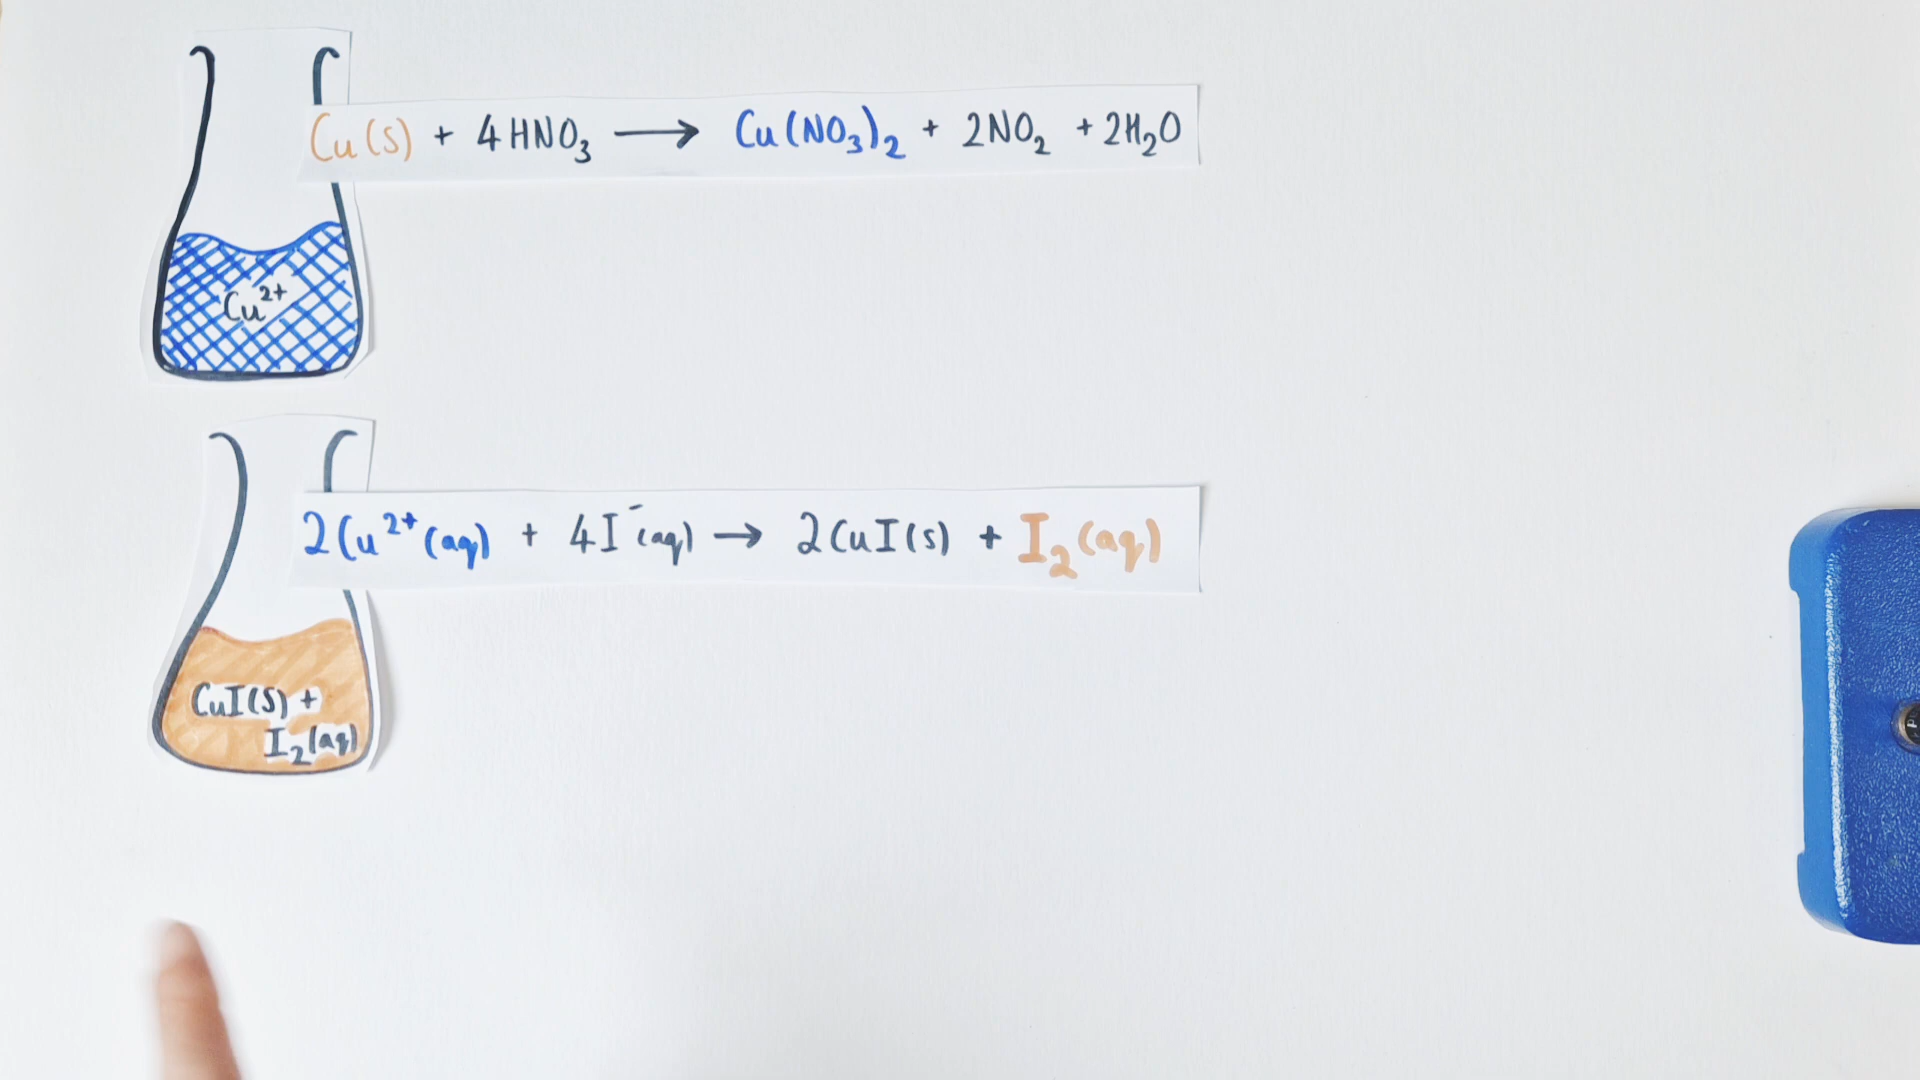 Cu(s) + 4HNO₃ ⟶ Cu(NO₃)₂ + 2NO₂ + 2H₂O
Cu²⁺
2Cu²⁺(aq) + 4I⁻(aq) → 2CuI(s) + I₂(aq)
CuI(s) +
I₂(aq)